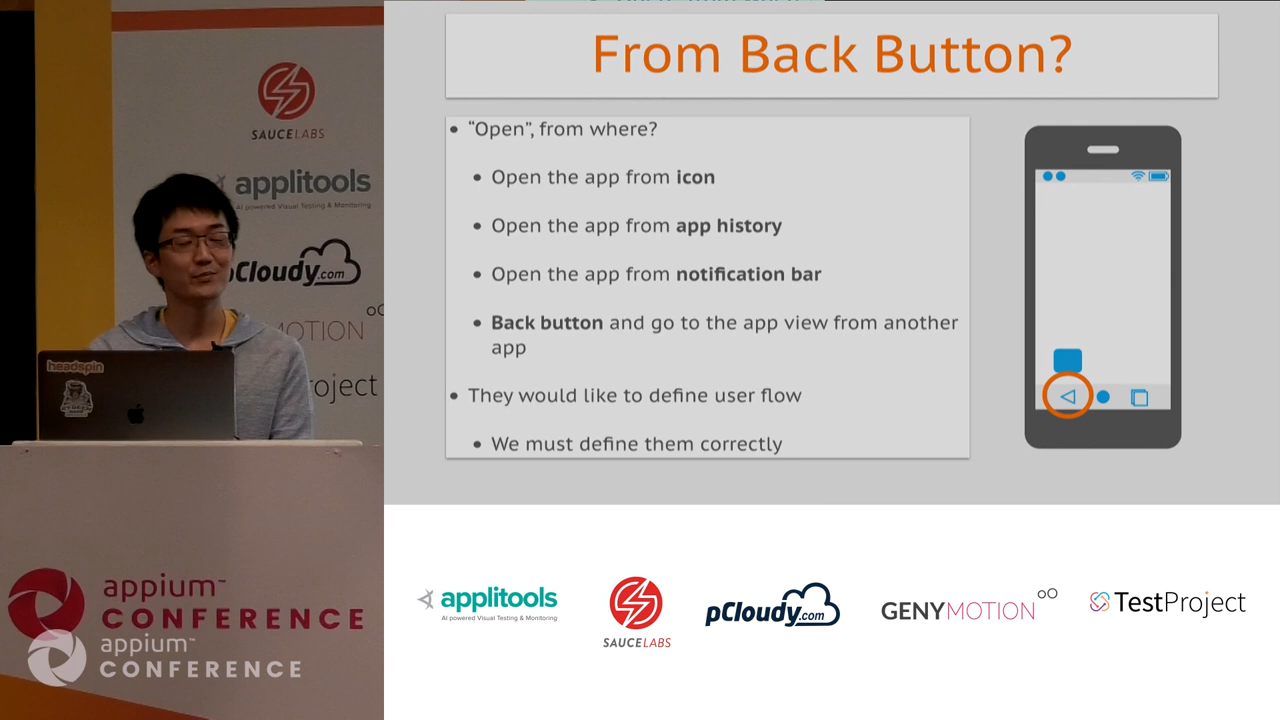 From Back Button?
• "Open", from where?
• Open the app from icon
• Open the app from app history
• Open the app from notification bar
• Back button and go to the app view from another
app
• They would like to define user flow
• We must define them correctly
SAUCELABS
applitools
AI powered Visual Testing & Monitoring
pCloudy.com
MOTION
roject
headspin
appium™
CONFERENCE
appium™
CONFERENCE
applitools
AI powered Visual Testing & Monitoring
SAUCELABS
pCloudy.com
GENYMOTION
TestProject